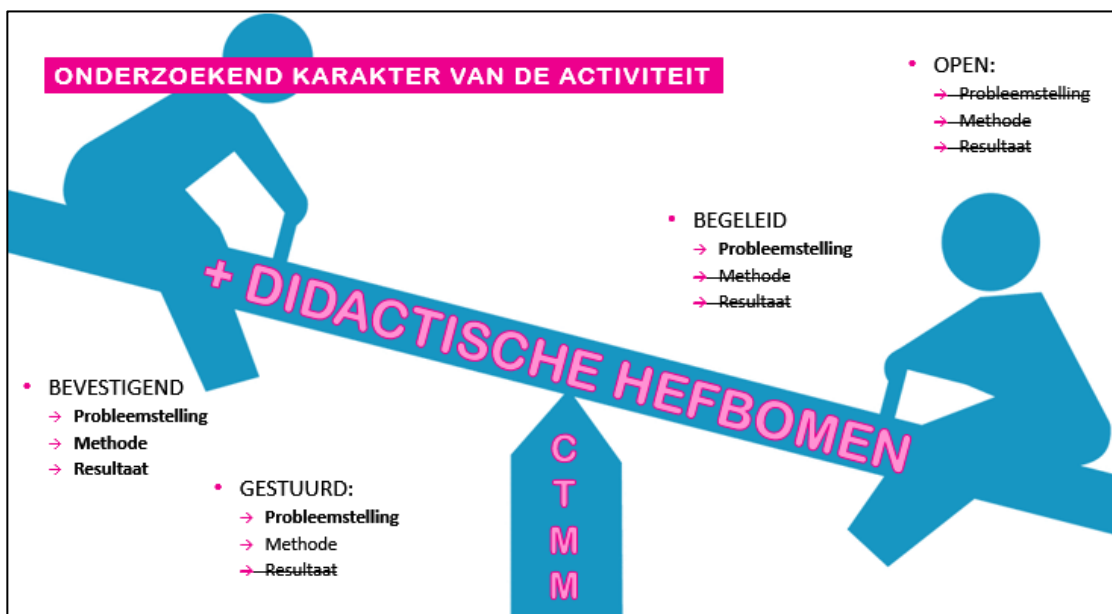 ONDERZOEKEND KARAKTER VAN DE ACTIVITEIT
• OPEN:
→ Probleemstelling
→ Methode
→ Resultaat
• BEGELEID
→ Probleemstelling
→ Methode
→ Resultaat
+ DIDACTISCHE HEFBOMEN
• BEVESTIGEND
→ Probleemstelling
→ Methode
→ Resultaat
• GESTUURD:
→ Probleemstelling
→ Methode
→ Resultaat
C
T
M
M